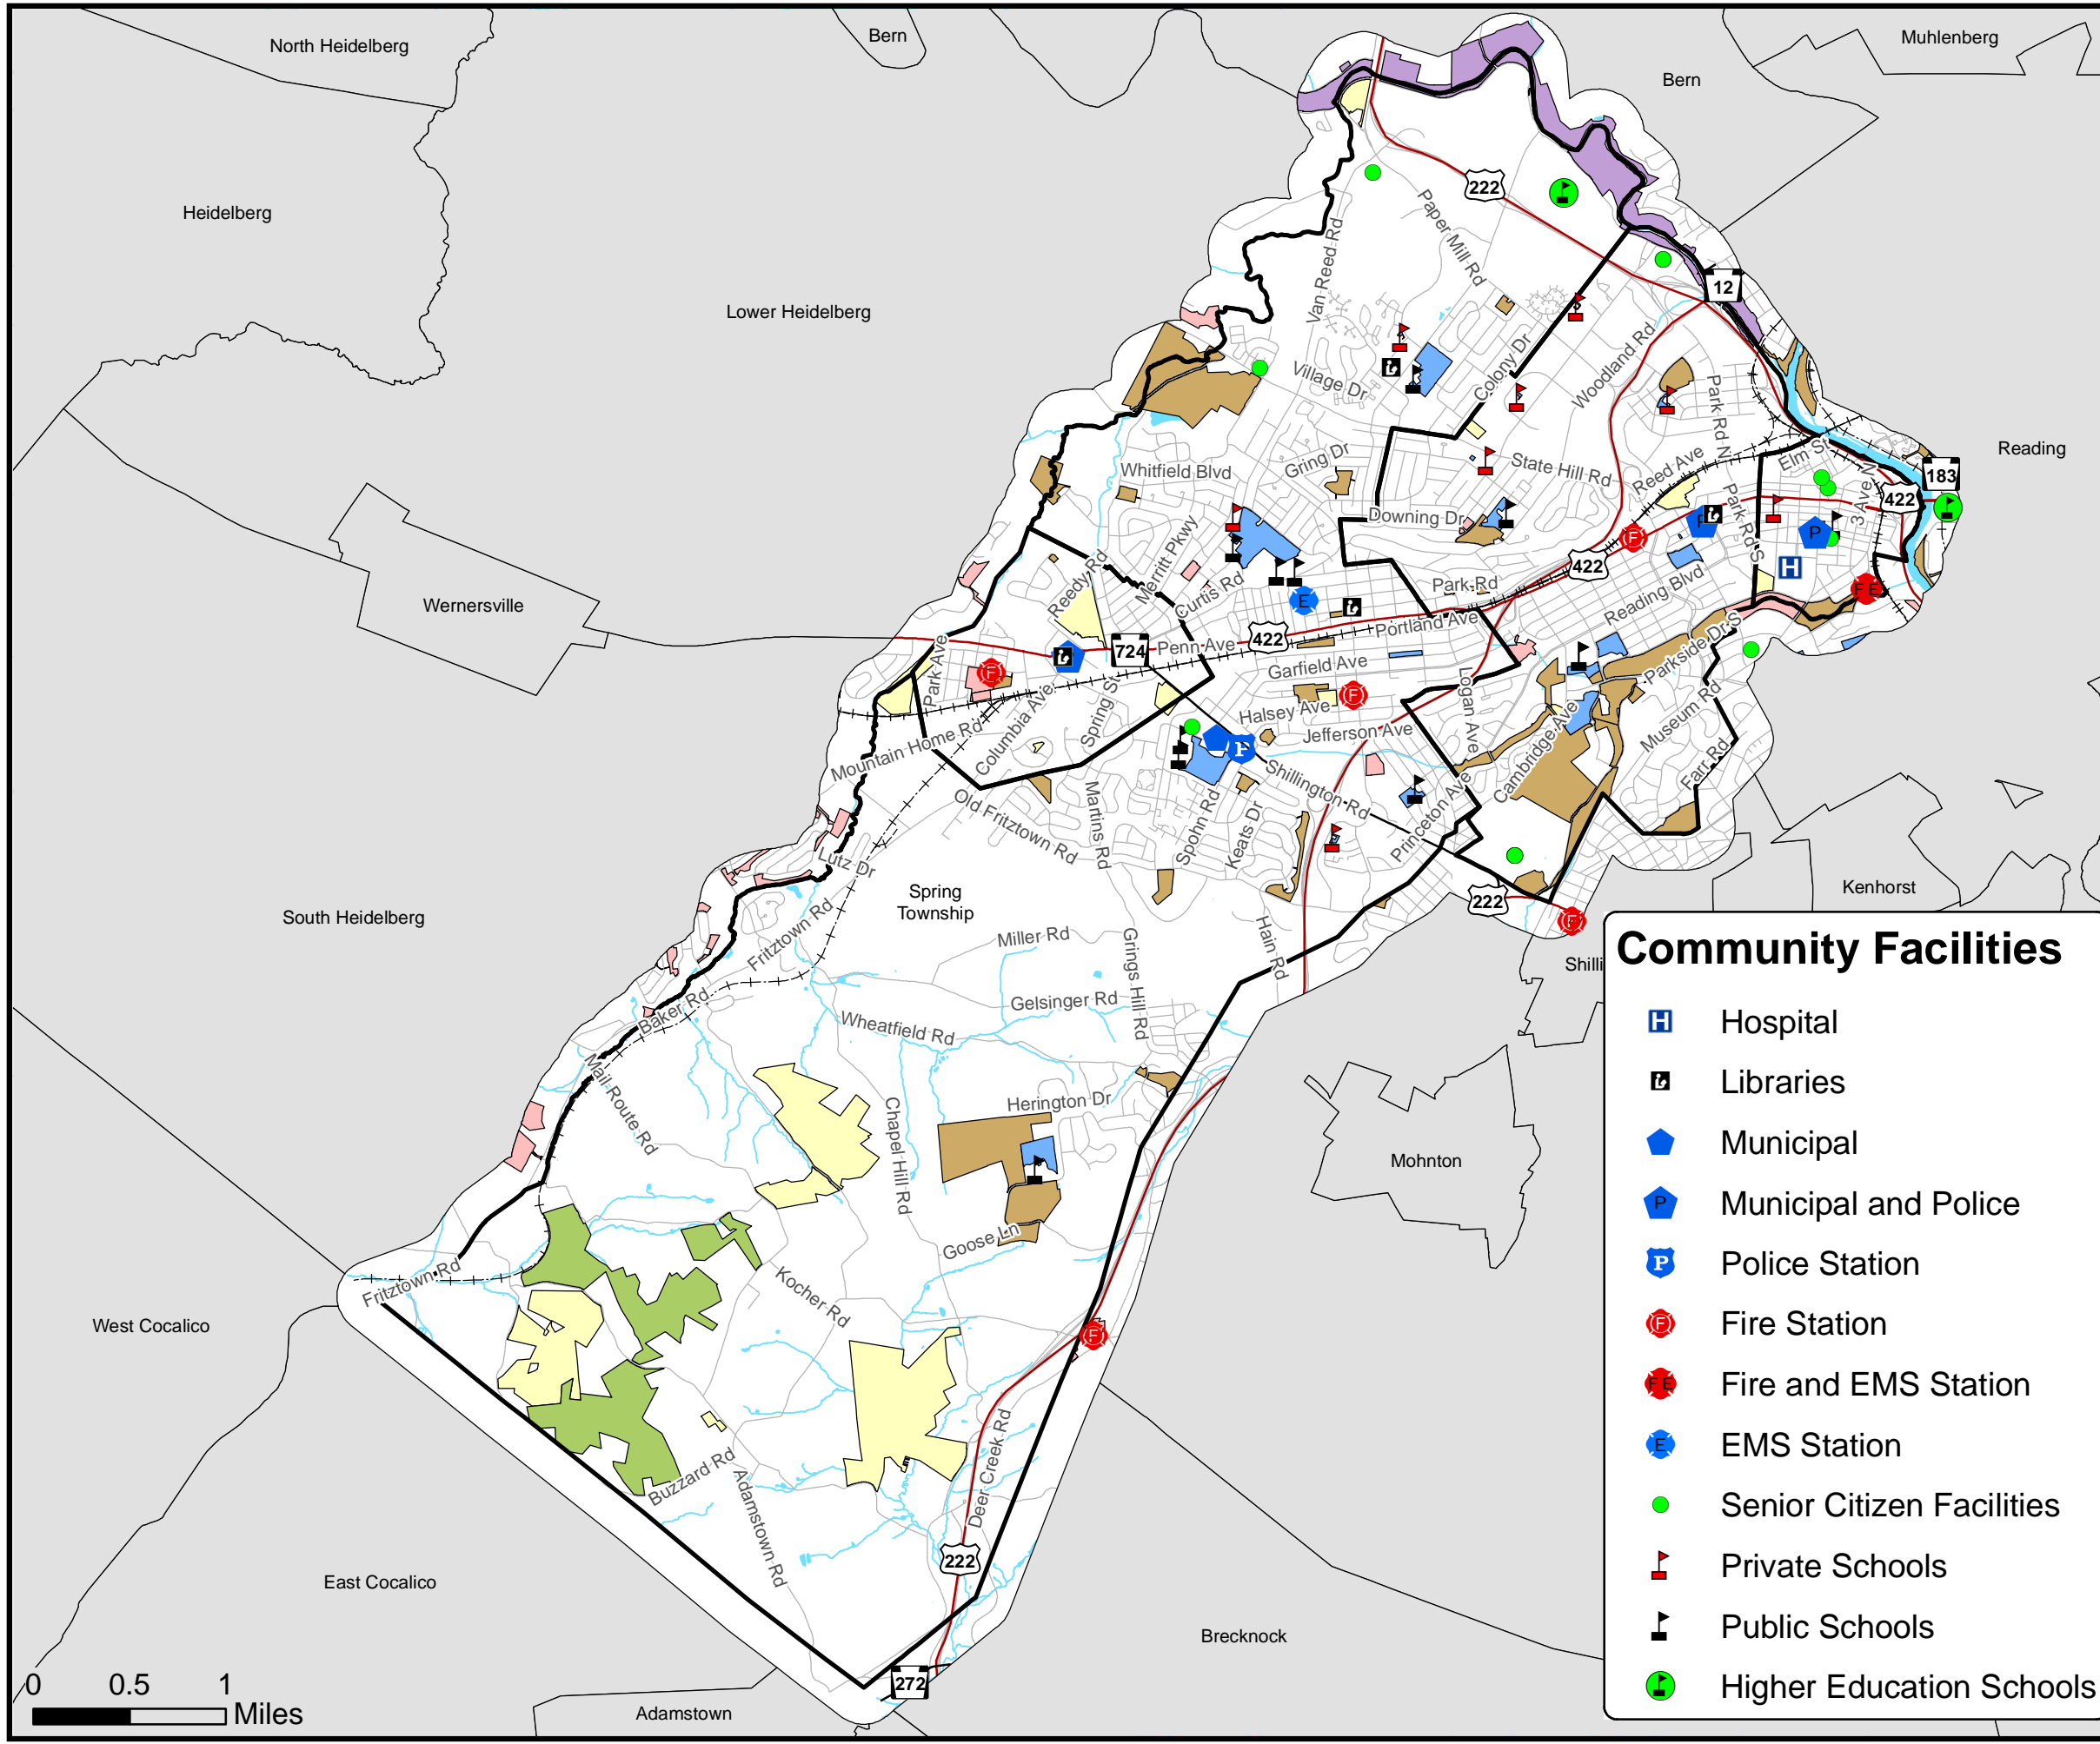 North Heidelberg
Bern
Muhlenberg
Bern
Heidelberg
222
Paper Mill Rd
Van Reed Rd
12
Lower Heidelberg
Woodland Rd
Colony Dr
Village Dr
Park Rd N
Reading
Elm St
183
422
3 Ave W
Whitfield Blvd
Gring Dr
State Hill Rd
Reed Ave
Downing Dr
Park Rd S
P
P
F
H
422
Merritt Pkwy
Reedy Rd
Curtis Rd
E
Park Rd
Reading Blvd
F E
Wernersville
Portland Ave
422
724
Penn Ave
Park Ave
F
Garfield Ave
Parkside Dr S
Logan Ave
F
Halsey Ave
Museum Rd
Columbia Ave
Spring St
Mountain Home Rd
Jefferson Ave
P
Cambridge Ave
Farr Rd
Shillington Rd
Old Fritztown Rd
Martins Rd
Spohn Rd
Keats Dr
Princeton Ave
Lutz Dr
Spring
Township
222
Kenhorst
South Heidelberg
F
Fritztown Rd
Miller Rd
Hain Rd
Grings Hill Rd
Shilli
Gelsinger Rd
Baker Rd
Wheatfield Rd
Mail Route Rd
Herington Dr
Chapel Hill Rd
Mohnton
Goose Ln
Fritztown Rd
Kocher Rd
West Cocalico
F
Deer Creek Rd
Buzzard Rd
Adamstown Rd
222
East Cocalico
Brecknock
272
Adamstown
0 0.5 1
Miles
Community Facilities
H Hospital
Libraries
Municipal
P Municipal and Police
P Police Station
F Fire Station
F E Fire and EMS Station
E EMS Station
Senior Citizen Facilities
Private Schools
Public Schools
Higher Education Schools